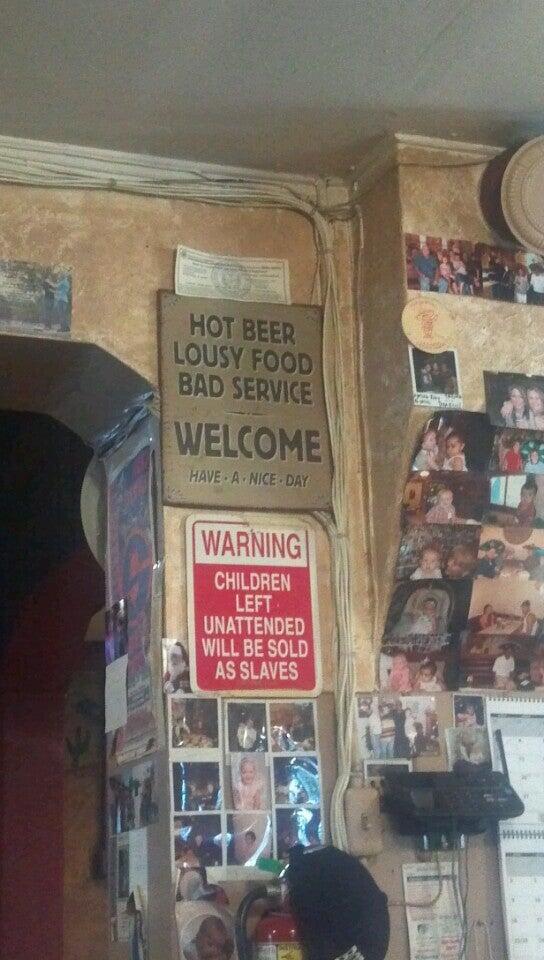 HOT BEER
LOUSY FOOD
BAD SERVICE
WELCOME
HAVE • A • NICE • DAY
WARNING
CHILDREN
LEFT
UNATTENDED
WILL BE SOLD
AS SLAVES